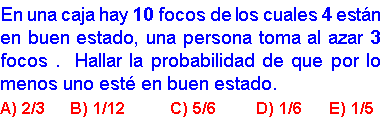 En una caja hay 10 focos de los cuales 4 están
en buen estado, una persona toma al azar 3
focos . Hallar la probabilidad de que por lo
menos uno esté en buen estado.
A) 2/3 B) 1/12 C) 5/6 D) 1/6 E) 1/5